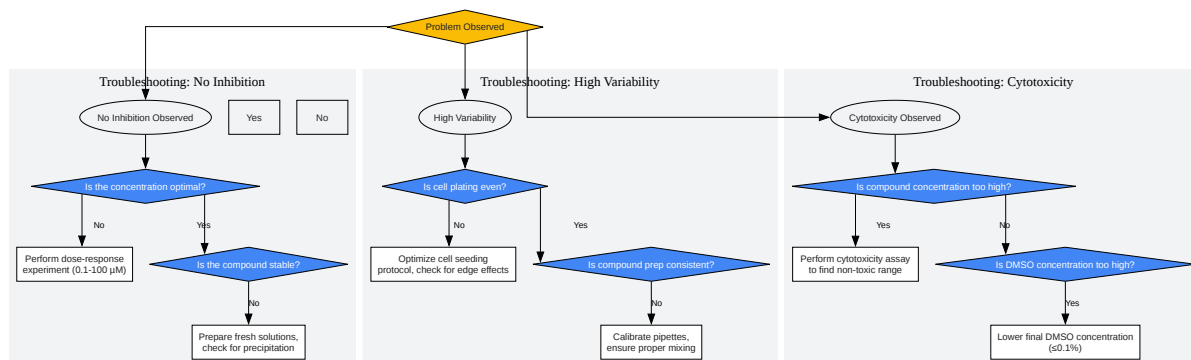 Problem Observed
Troubleshooting: No Inhibition
Troubleshooting: High Variability
Troubleshooting: Cytotoxicity
No Inhibition Observed
Yes
No
High Variability
Cytotoxicity Observed
Is the concentration optimal?
Is cell plating even?
Is compound concentration too high?
No
Yes
No
Yes
Yes
No
Perform dose-response
experiment (0.1-100 µM)
Is the compound stable?
Optimize cell seeding
protocol, check for edge effects
Is compound prep consistent?
Perform cytotoxicity assay
to find non-toxic range
Is DMSO concentration too high?
No
No
Yes
Prepare fresh solutions,
check for precipitation
Calibrate pipettes,
ensure proper mixing
Lower final DMSO concentration
(≤0.1%)